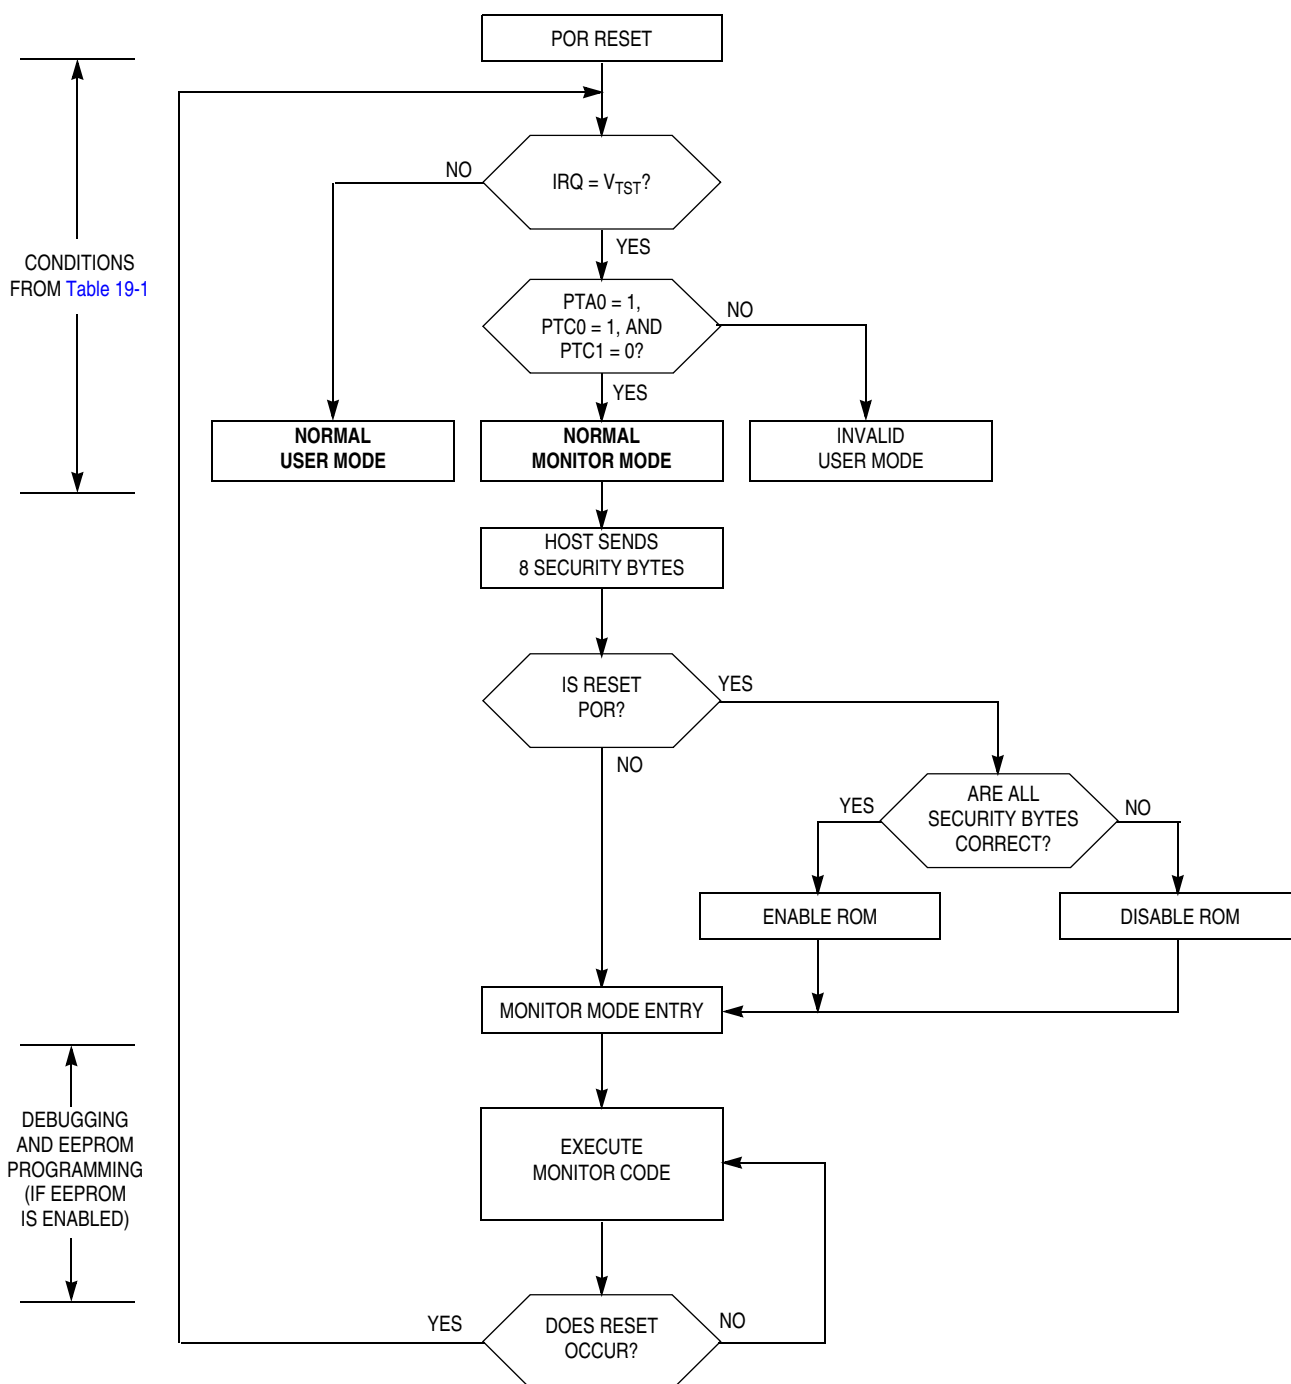 POR RESET
NO
IRQ = VTST?
YES
CONDITIONS
FROM Table 19-1
PTA0 = 1,
PTC0 = 1, AND
PTC1 = 0?
NO
YES
NORMAL
USER MODE
NORMAL
MONITOR MODE
INVALID
USER MODE
HOST SENDS
8 SECURITY BYTES
IS RESET
POR?
YES
NO
YES
ARE ALL
SECURITY BYTES
CORRECT?
NO
ENABLE ROM
DISABLE ROM
MONITOR MODE ENTRY
DEBUGGING
AND EEPROM
PROGRAMMING
(IF EEPROM
IS ENABLED)
EXECUTE
MONITOR CODE
YES
DOES RESET
OCCUR?
NO